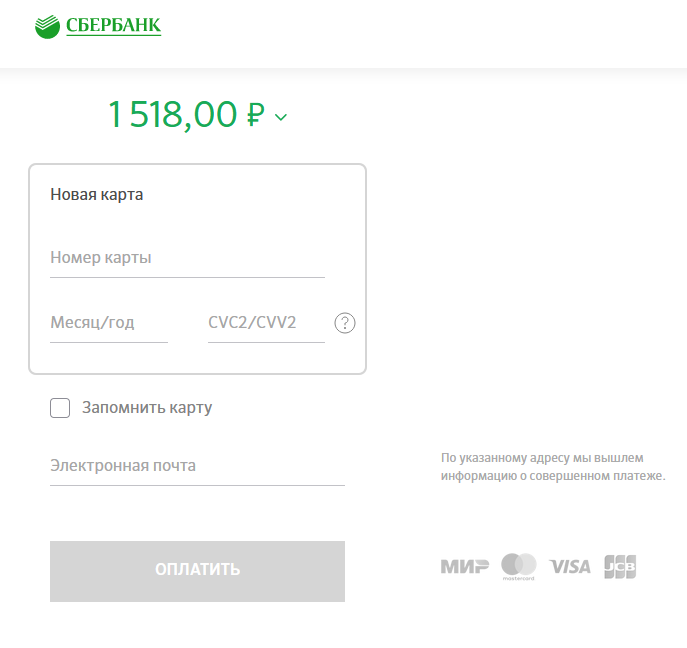 СБЕРБАНК
1 518,00 ₽
Новая карта
Номер карты
Месяц/год CVC2/CVV2 ?
Запомнить карту
Электронная почта
По указанному адресу мы вышлем
информацию о совершенном платеже.
ОПЛАТИТЬ
МИР mastercard VISA JCB